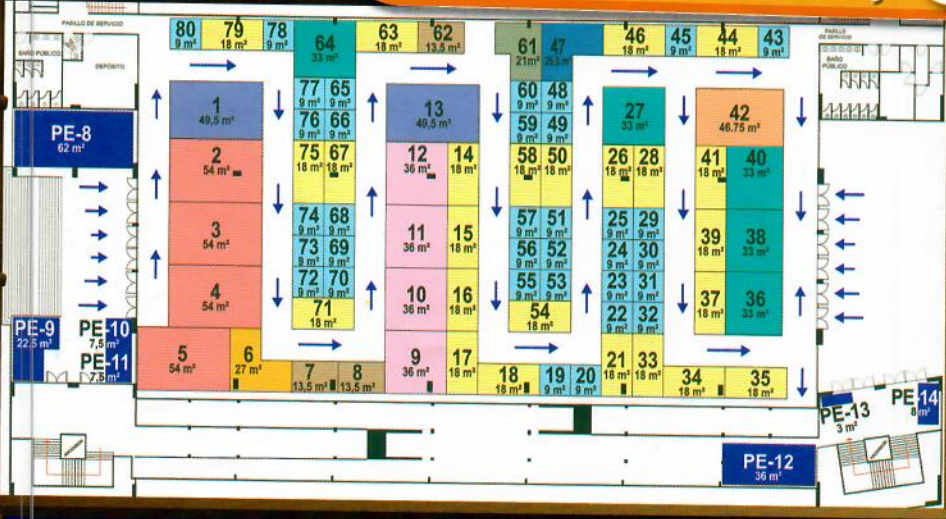 PASILLO DE SERVICIO
80
9 m²
79
18 m²
78
9 m²
64
33 m²
63
18 m²
62
13,5 m²
61
21 m²
47
46
18 m²
45
9 m²
44
18 m²
43
9 m²
PASILLO
DE SERVICIO
BAÑO PÚBLICO
DEPÓSITO
BAÑO
PÚBLICO
1
49,5 m²
77
9 m²
65
9 m²
76
9 m²
66
9 m²
13
49,5 m²
60
9 m²
48
9 m²
59
9 m²
49
9 m²
27
33 m²
42
46.75 m²
PE-8
62 m²
2
54 m²
75
18 m²
67
18 m²
12
36 m²
14
18 m²
58
18 m²
50
18 m²
26
18 m²
28
18 m²
41
18 m²
40
33 m²
3
54 m²
74
9 m²
68
9 m²
73
9 m²
69
9 m²
11
36 m²
15
18 m²
57
9 m²
51
9 m²
56
9 m²
52
9 m²
25
9 m²
29
9 m²
24
9 m²
30
9 m²
39
18 m²
38
33 m²
4
54 m²
72
9 m²
70
9 m²
71
18 m²
10
36 m²
16
18 m²
55
9 m²
53
9 m²
54
18 m²
23
9 m²
31
9 m²
22
9 m²
32
9 m²
37
18 m²
36
33 m²
PE-9
22,5 m²
PE-10
7,5 m²
PE-11
7.5 m²
5
54 m²
6
27 m²
7
13,5 m²
8
13,5 m²
9
36 m²
17
18 m²
18
18 m²
19
9 m²
20
9 m²
21
18 m²
33
18 m²
34
18 m²
35
18 m²
PE-13
3 m²
PE-14
8 m²
PE-12
36 m²